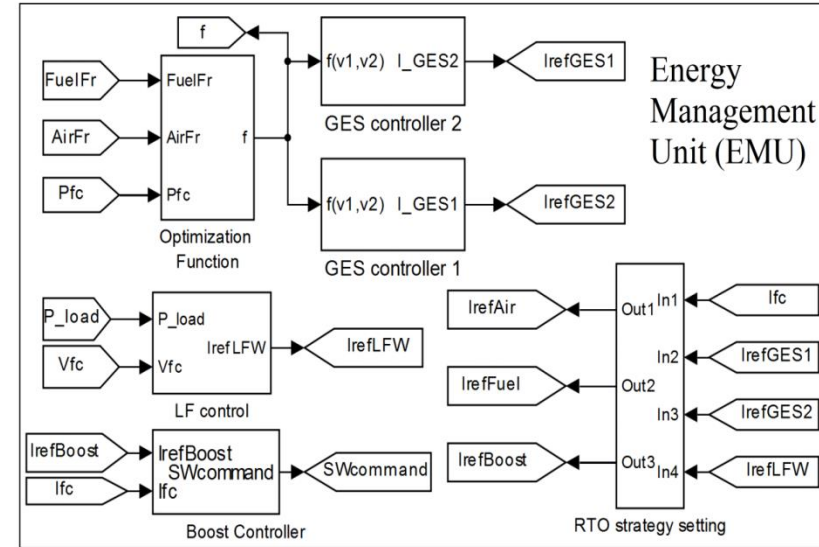 f
FuelFr
AirFr
Pfc
FuelFr
AirFr
Pfc
f
Optimization
Function
f(v1,v2) I_GES2
GES controller 2
IrefGES1
f(v1,v2) I_GES1
GES controller 1
IrefGES2
Energy
Management
Unit (EMU)
P_load
Vfc
P_load
Vfc
IrefLFW
LF control
IrefLFW
IrefBoost
Ifc
IrefBoost
SWcommand
Ifc
Boost Controller
SWcommand
IrefAir
IrefFuel
IrefBoost
Out1
Out2
Out3
In1
In2
In3
In4
Ifc
IrefGES1
IrefGES2
IrefLFW
RTO strategy setting